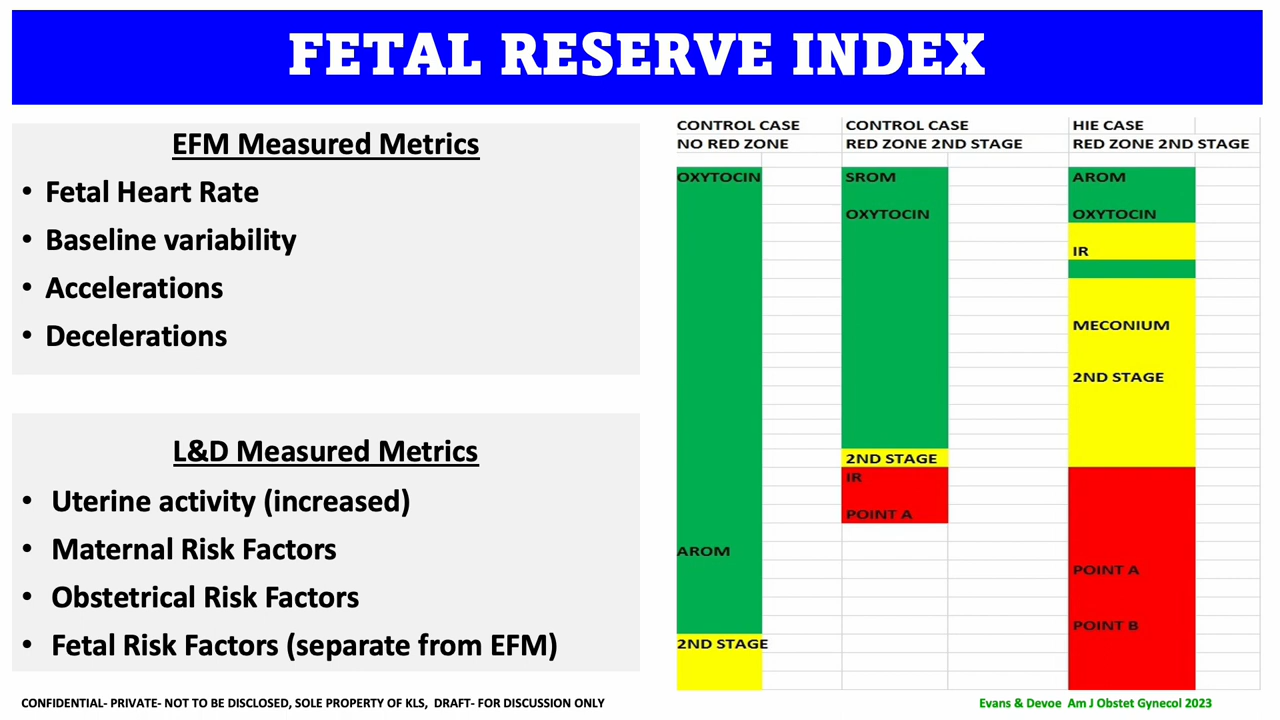 FETAL RESERVE INDEX
EFM Measured Metrics
• Fetal Heart Rate
• Baseline variability
• Accelerations
• Decelerations
L&D Measured Metrics
• Uterine activity (increased)
• Maternal Risk Factors
• Obstetrical Risk Factors
• Fetal Risk Factors (separate from EFM)
CONTROL CASE
NO RED ZONE
OXYTOCIN
AROM
2ND STAGE
CONTROL CASE
RED ZONE 2ND STAGE
SROM
OXYTOCIN
2ND STAGE
IR
POINT A
HIE CASE
RED ZONE 2ND STAGE
AROM
OXYTOCIN
IR
MECONIUM
2ND STAGE
POINT A
POINT B
CONFIDENTIAL- PRIVATE- NOT TO BE DISCLOSED, SOLE PROPERTY OF KLS, DRAFT- FOR DISCUSSION ONLY
Evans & Devoe Am J Obstet Gynecol 2023